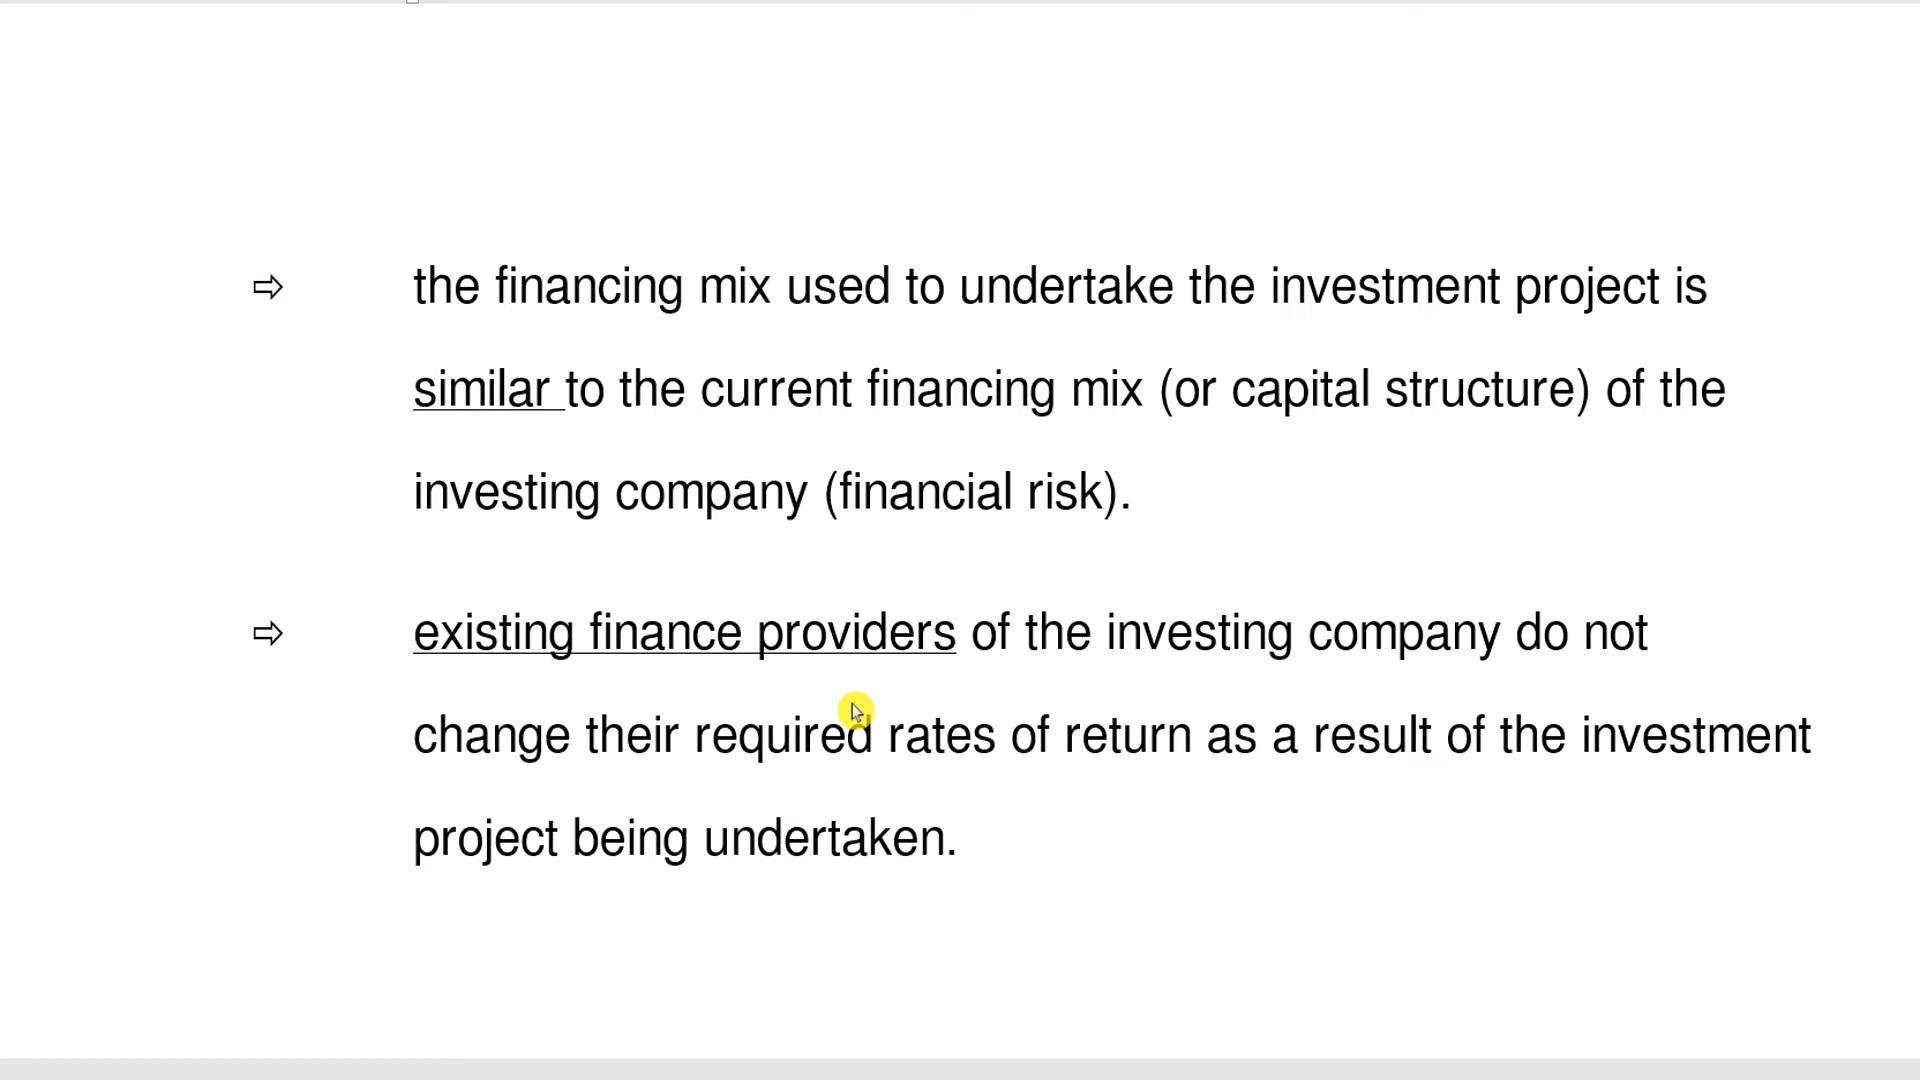 ⇨ the financing mix used to undertake the investment project is
similar to the current financing mix (or capital structure) of the
investing company (financial risk).
⇨ existing finance providers of the investing company do not
change their required rates of return as a result of the investment
project being undertaken.